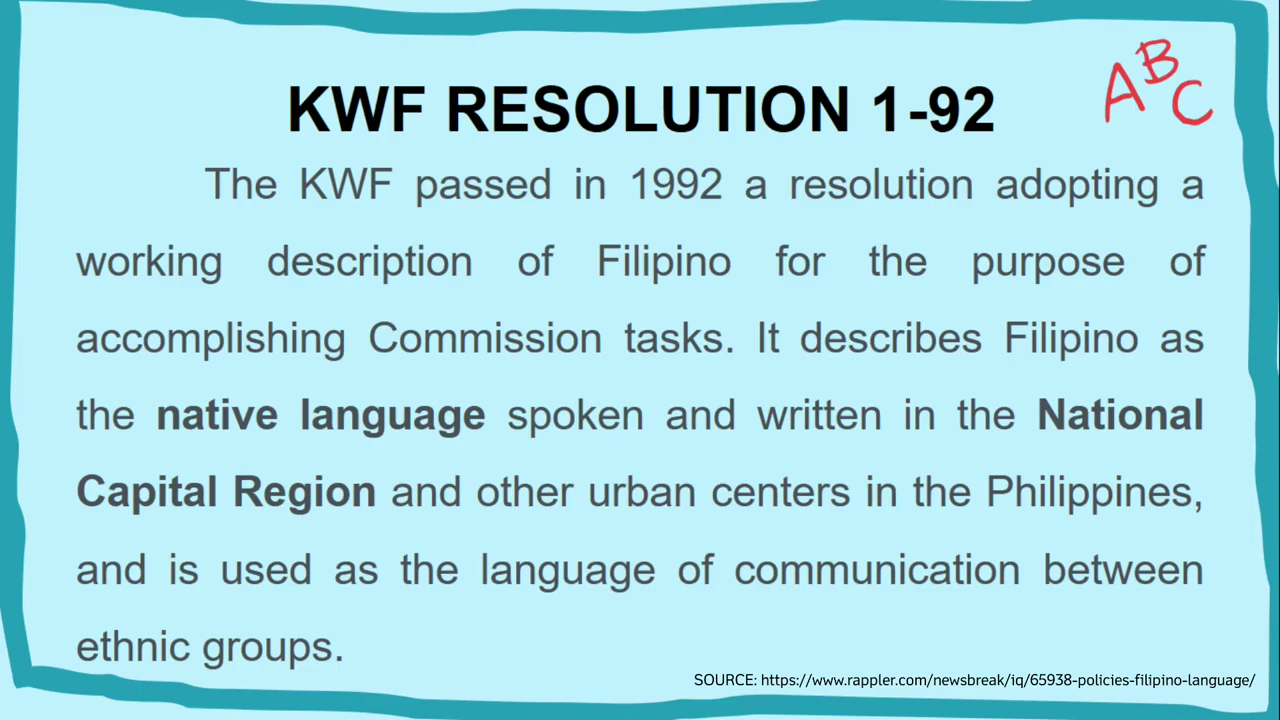 A B C
KWF RESOLUTION 1-92
The KWF passed in 1992 a resolution adopting a
working description of Filipino for the purpose of
accomplishing Commission tasks. It describes Filipino as
the native language spoken and written in the National
Capital Region and other urban centers in the Philippines,
and is used as the language of communication between
ethnic groups.
SOURCE: https://www.rappler.com/newsbreak/iq/65938-policies-filipino-language/